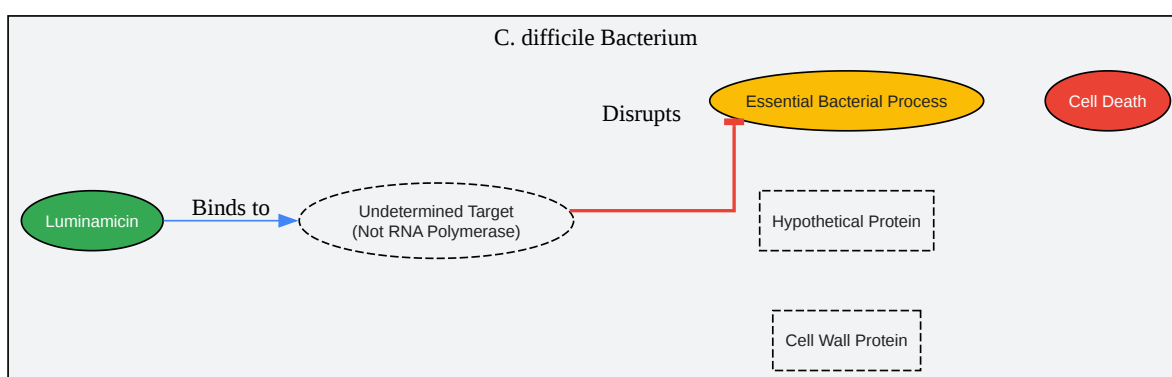 C. difficile Bacterium
Essential Bacterial Process
Cell Death
Disrupts
Luminamicin
Binds to
Undetermined Target
(Not RNA Polymerase)
Hypothetical Protein
Cell Wall Protein